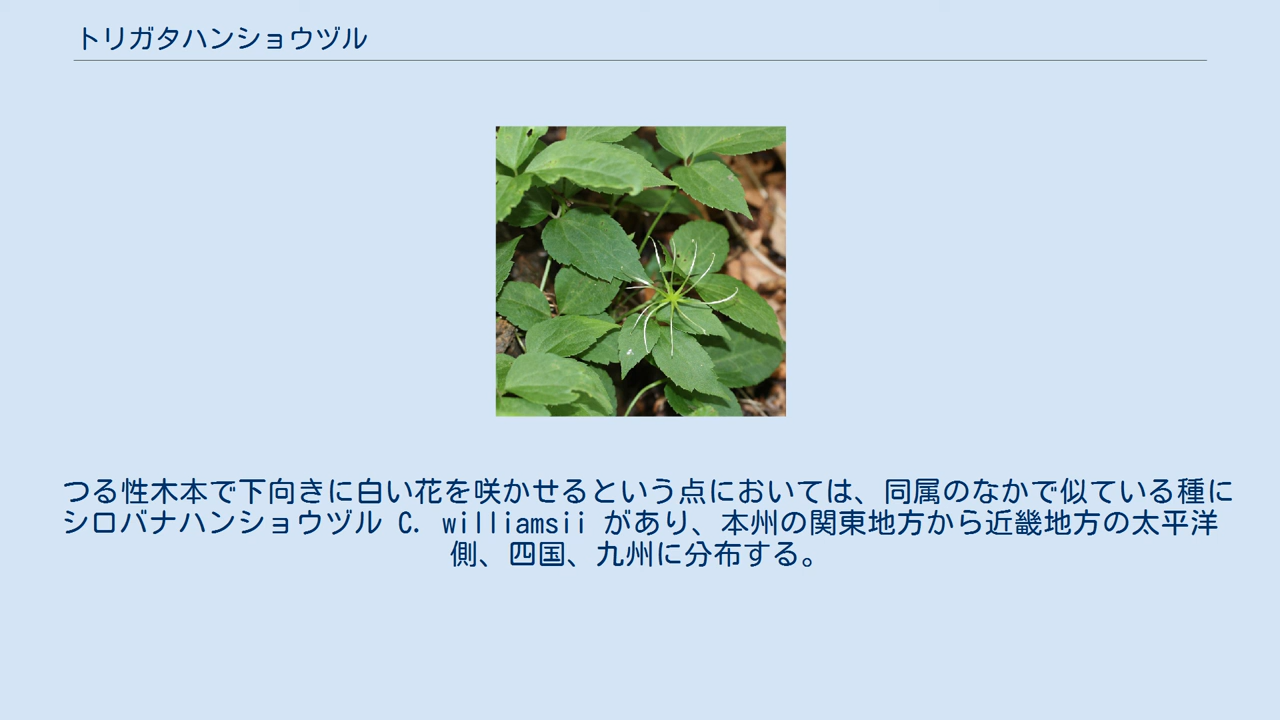 トリガタハンショウヅル
つる性木本で下向きに白い花を咲かせるという点においては、同属のなかで似ている種に
シロバナハンショウヅル C. williamsii があり、本州の関東地方から近畿地方の太平洋
側、四国、九州に分布する。